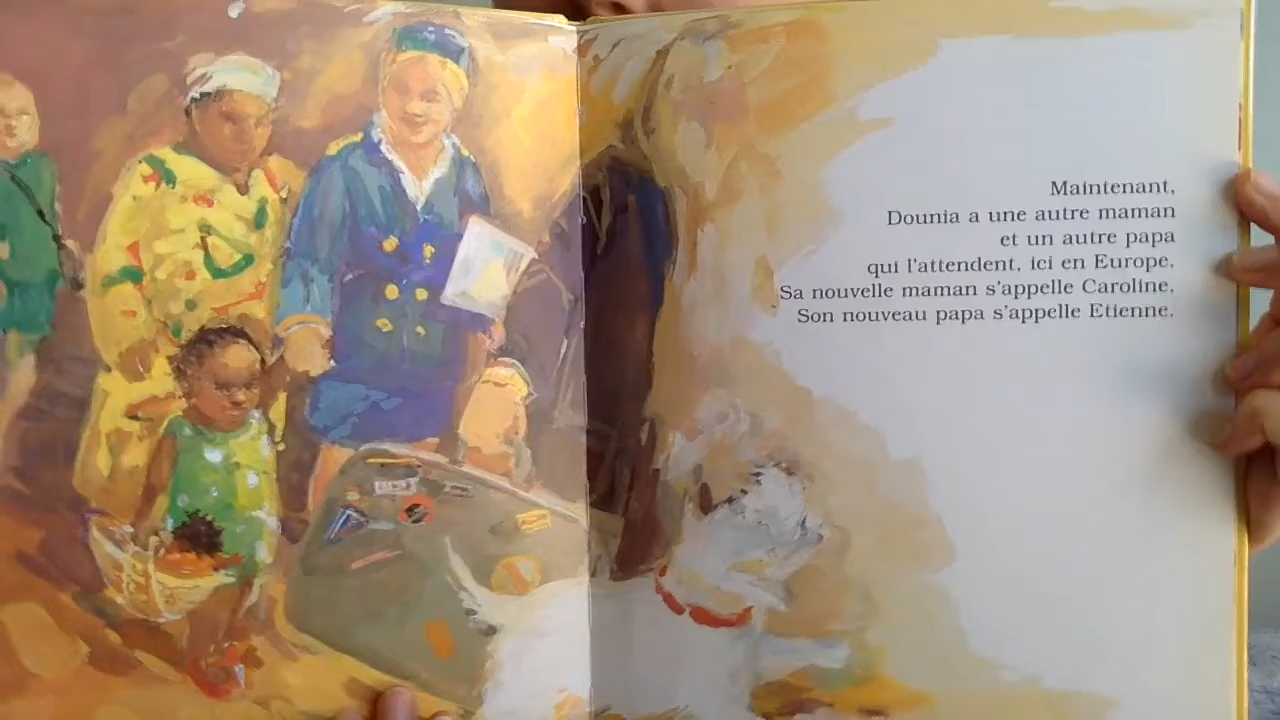 Maintenant,
Dounia a une autre maman
et un autre papa
qui l'attendent, ici en Europe.
Sa nouvelle maman s'appelle Caroline.
Son nouveau papa s'appelle Etienne.